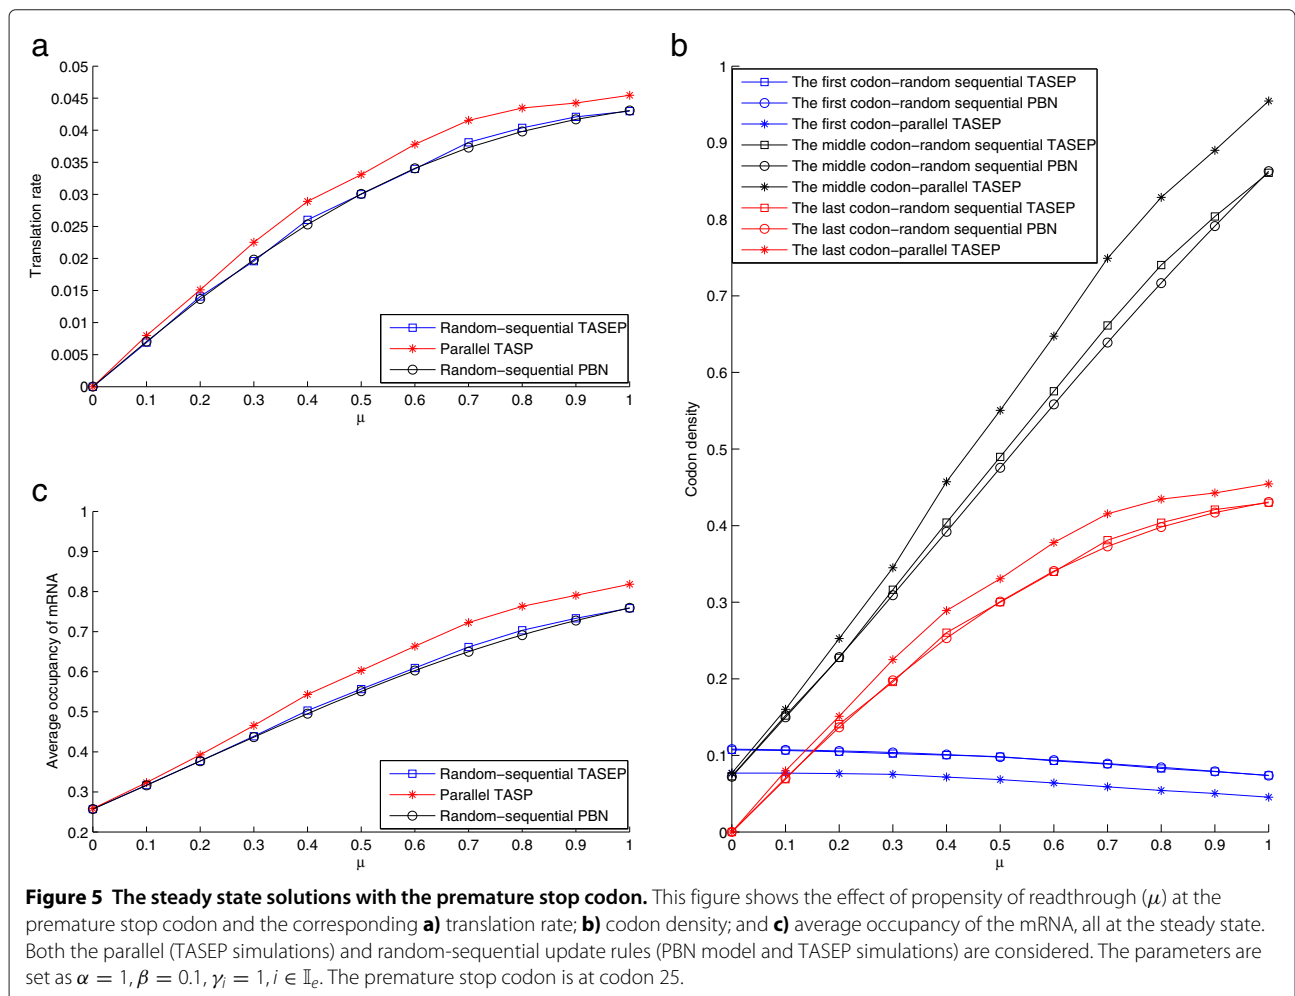 a
0.05
0.045
0.04
0.035
0.03
0.025
0.02
0.015
0.01
0.005
0
Translation rate
0 0.1 0.2 0.3 0.4 0.5 0.6 0.7 0.8 0.9 1
μ
Random−sequential TASEP
Parallel TASP
Random−sequential PBN
c
1
0.9
0.8
0.7
0.6
0.5
0.4
0.3
0.2
Average occupancy of mRNA
0 0.1 0.2 0.3 0.4 0.5 0.6 0.7 0.8 0.9 1
μ
Random−sequential TASEP
Parallel TASP
Random−sequential PBN
b
1
0.9
0.8
0.7
0.6
0.5
0.4
0.3
0.2
0.1
0
Codon density
0 0.1 0.2 0.3 0.4 0.5 0.6 0.7 0.8 0.9 1
μ
The first codon−random sequential TASEP
The first codon−random sequential PBN
The first codon−parallel TASEP
The middle codon−random sequential TASEP
The middle codon−random sequential PBN
The middle codon−parallel TASEP
The last codon−random sequential TASEP
The last codon−random sequential PBN
The last codon−parallel TASEP
Figure 5 The steady state solutions with the premature stop codon. This figure shows the effect of propensity of readthrough (μ) at the
premature stop codon and the corresponding a) translation rate; b) codon density; and c) average occupancy of the mRNA, all at the steady state.
Both the parallel (TASEP simulations) and random-sequential update rules (PBN model and TASEP simulations) are considered. The parameters are
set as α = 1, β = 0.1, γᵢ = 1, i ∈ 𝕀ₑ. The premature stop codon is at codon 25.